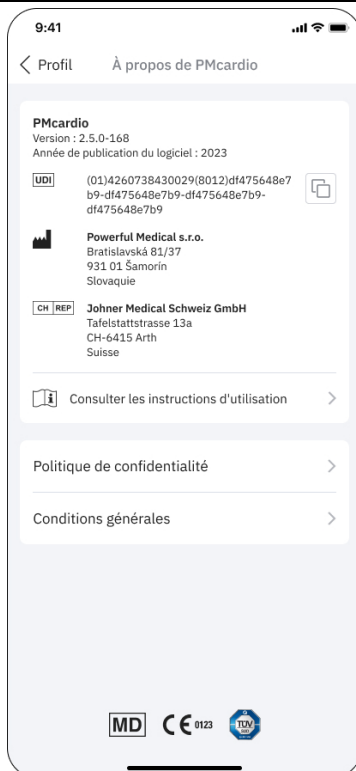 9:41
Profil
À propos de PMcardio
PMcardio
Version : 2.5.0-168
Année de publication du logiciel : 2023
UDI
(01)4260738430029(8012)df475648e7
b9-df475648e7b9-df475648e7b9-
df475648e7b9
Powerful Medical s.r.o.
Bratislavská 81/37
931 01 Šamorín
Slovaquie
CH REP
Johner Medical Schweiz GmbH
Tafelstattstrasse 13a
CH-6415 Arth
Suisse
Consulter les instructions d'utilisation
Politique de confidentialité
Conditions générales
MD CE 0123 TÜV